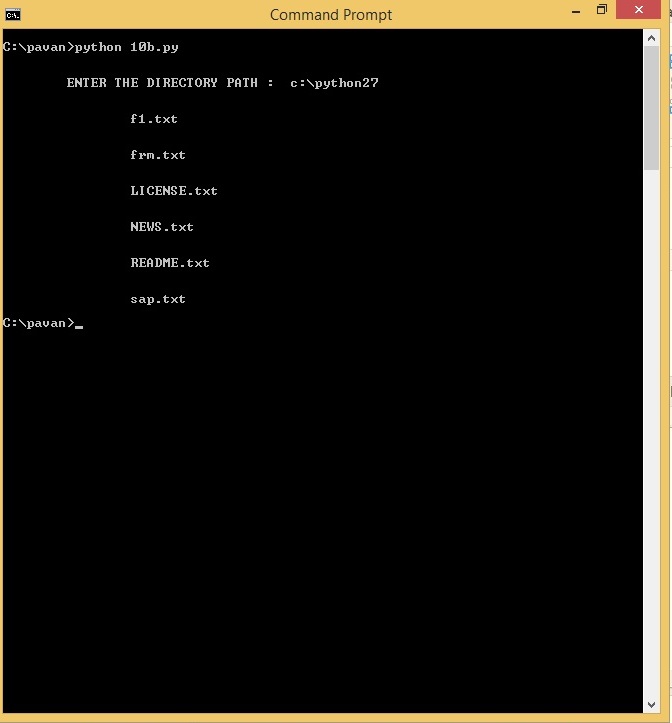 Command Prompt
C:\pavan>python 10b.py
ENTER THE DIRECTORY PATH :  c:\python27
f1.txt
frm.txt
LICENSE.txt
NEWS.txt
README.txt
sap.txt
C:\pavan>_